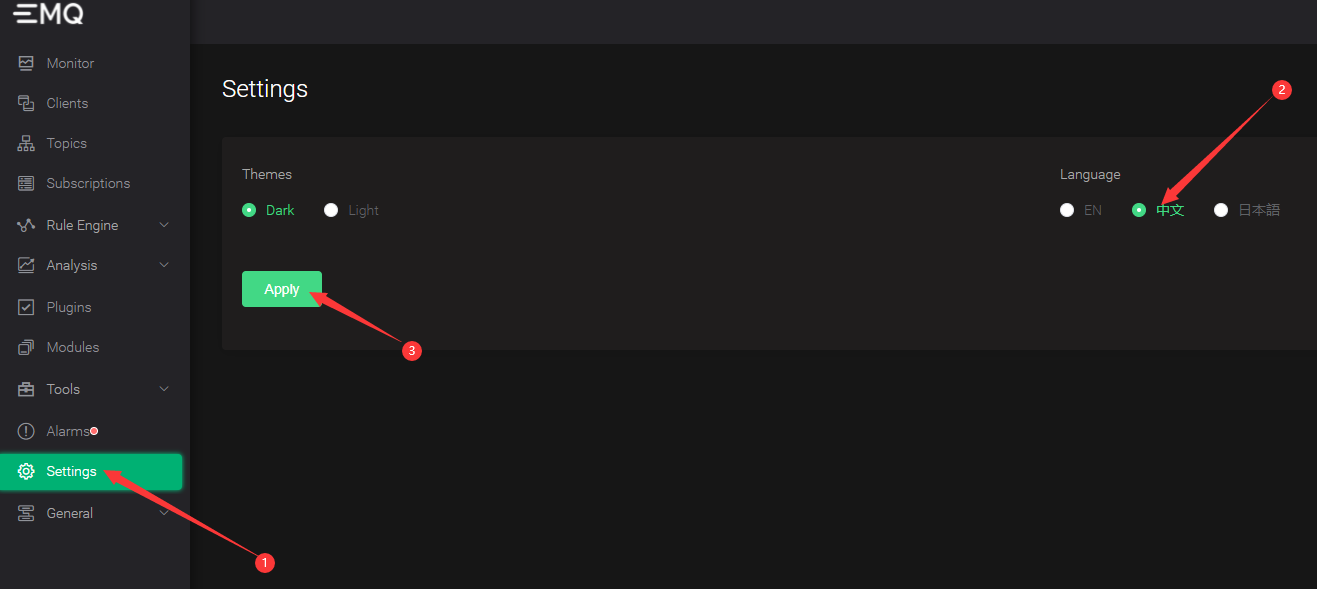 EMQ
Monitor
Clients
Topics
Subscriptions
Rule Engine
Analysis
Plugins
Modules
Tools
Alarms
Settings
General
Settings
Themes
Dark
Light
Language
EN
中文
日本語
Apply
1
2
3